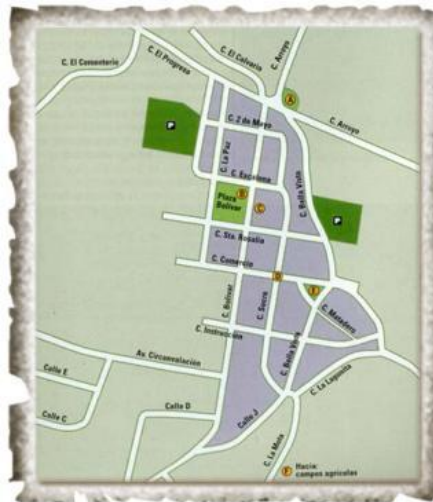 C. El Cementerio
C. El Progreso
C. El Calvario
C. Arroyo
A
C. Arroyo
P
C. 2 de Mayo
C. La Paz
C. Escalona
C. Bella Vista
B
Plaza
Bolívar
C
P
C. Sta. Rosalía
C. Comercio
D
E
C. Bolívar
C. Sucre
C. Matadero
C. Instrucción
C. Bella Vista
Av. Circunvalación
Calle E
C. La Lagunita
Calle D
Calle C
Calle J
C. La Mata
F
Hacia:
campos agrícolas